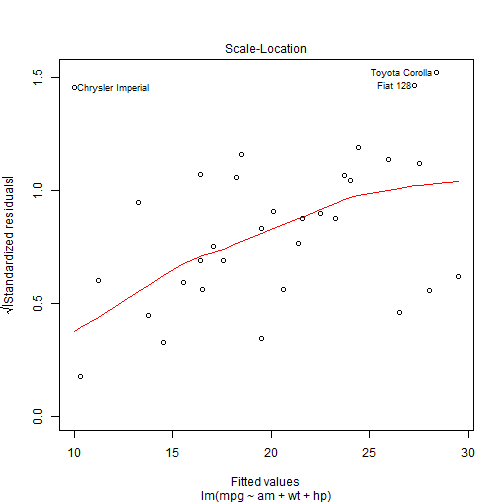 Scale-Location
Toyota Corolla
Chrysler Imperial
Fiat 128
√|Standardized residuals|
1.5
1.0
0.5
0.0
10 15 20 25 30
Fitted values
lm(mpg ~ am + wt + hp)